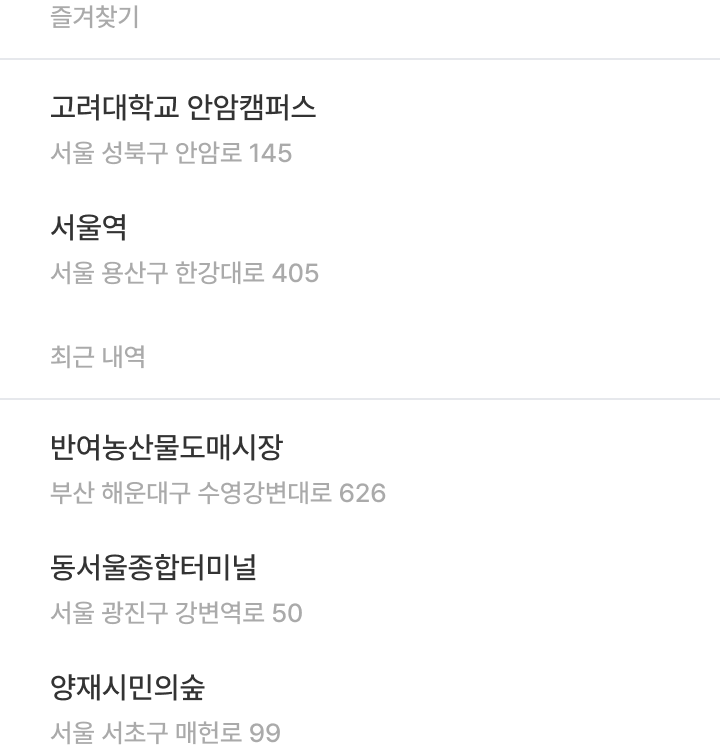 즐겨찾기
고려대학교 안암캠퍼스
서울 성북구 안암로 145
서울역
서울 용산구 한강대로 405
최근 내역
반여농산물도매시장
부산 해운대구 수영강변대로 626
동서울종합터미널
서울 광진구 강변역로 50
양재시민의숲
서울 서초구 매헌로 99